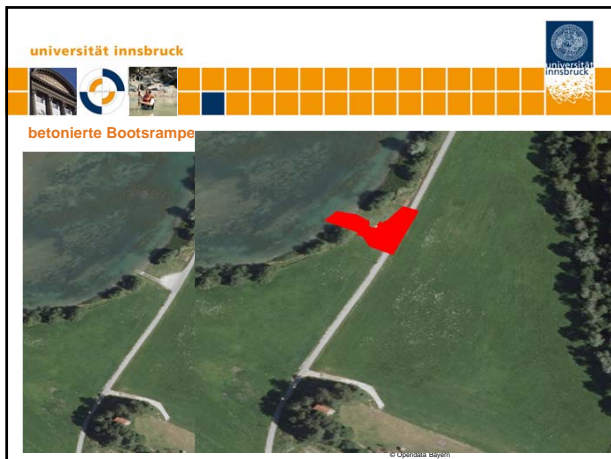 universität innsbruck
universität
innsbruck
betonierte Bootsrampe
© Opendata Bayern